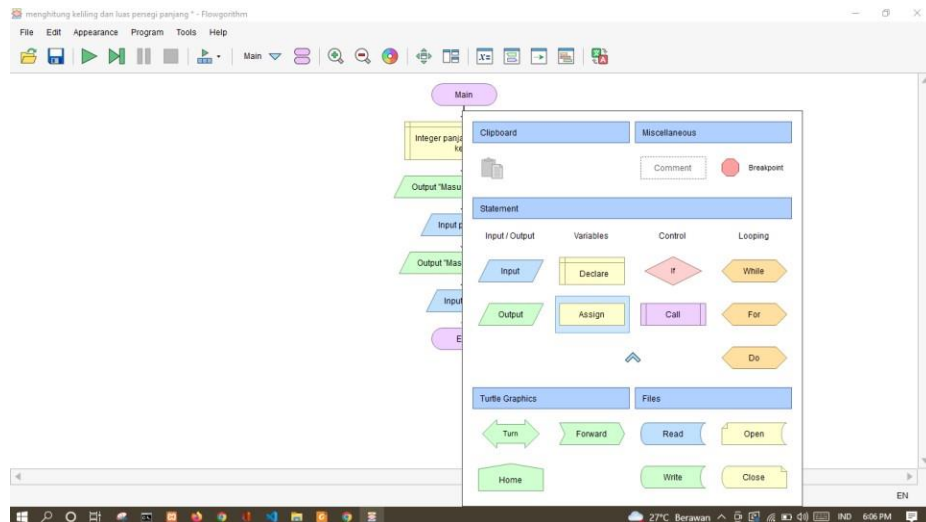 menghitung keliling dan luas persegi panjang * - Flowgorithm
File Edit Appearance Program Tools Help
Main
Main
Integer panja
ke
Output "Masu
Input p
Output "Mas
Input
E
Clipboard
Miscellaneous
Comment
Breakpoint
Statement
Input / Output
Variables
Control
Looping
Input
Declare
If
While
Output
Assign
Call
For
Do
Turtle Graphics
Files
Turn
Forward
Read
Open
Home
Write
Close
EN
27°C Berawan
IND
6:06 PM